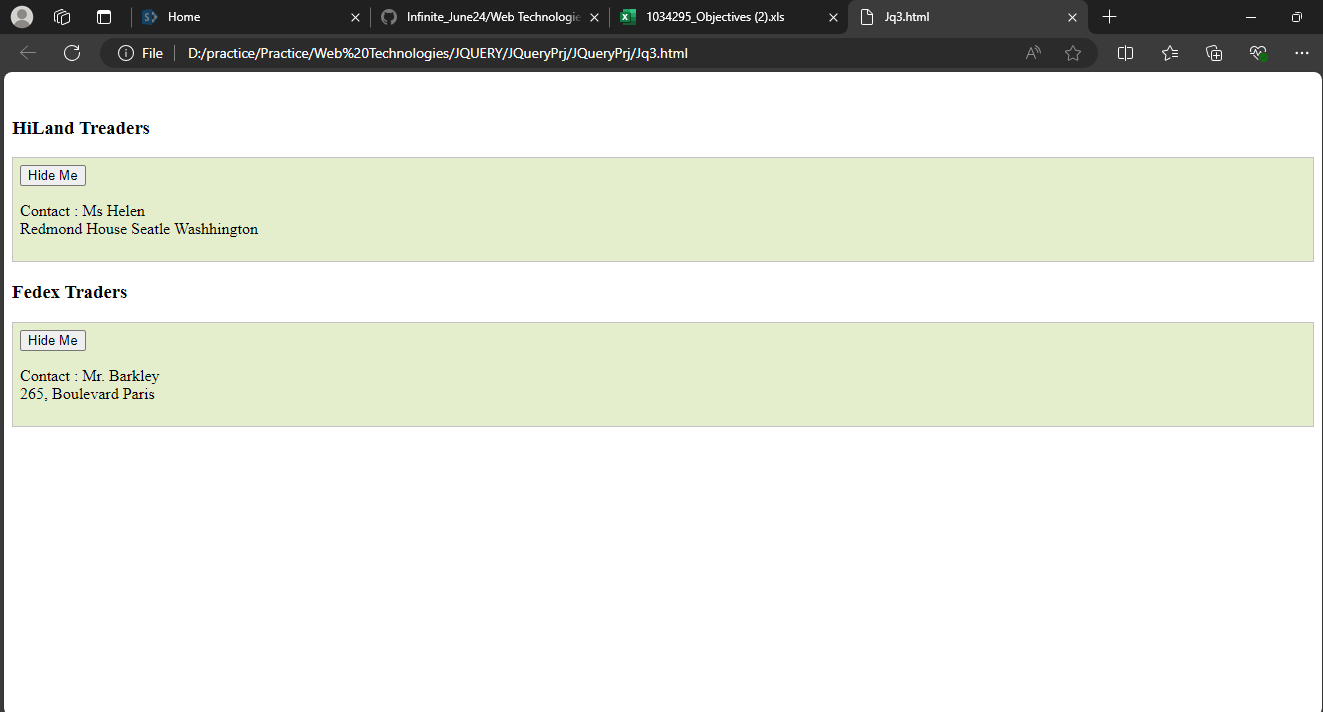 Home
Infinite_June24/Web Technologie
1034295_Objectives (2).xls
Jq3.html
File
D:/practice/Practice/Web%20Technologies/JQUERY/JQueryPrj/JQueryPrj/Jq3.html
HiLand Treaders
Hide Me
Contact : Ms Helen
Redmond House Seatle Washhington
Fedex Traders
Hide Me
Contact : Mr. Barkley
265, Boulevard Paris